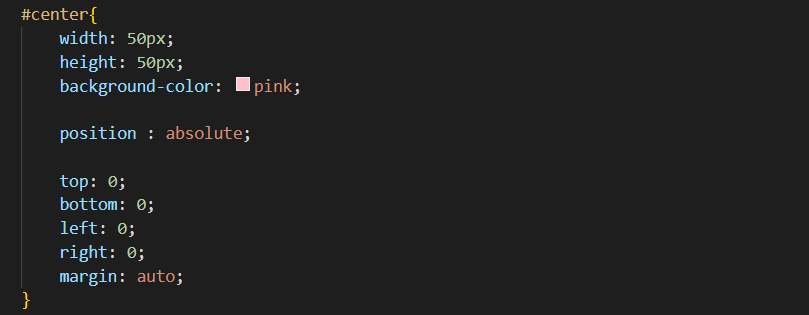 #center{
width: 50px;
height: 50px;
background-color: pink;
position : absolute;
top: 0;
bottom: 0;
left: 0;
right: 0;
margin: auto;
}